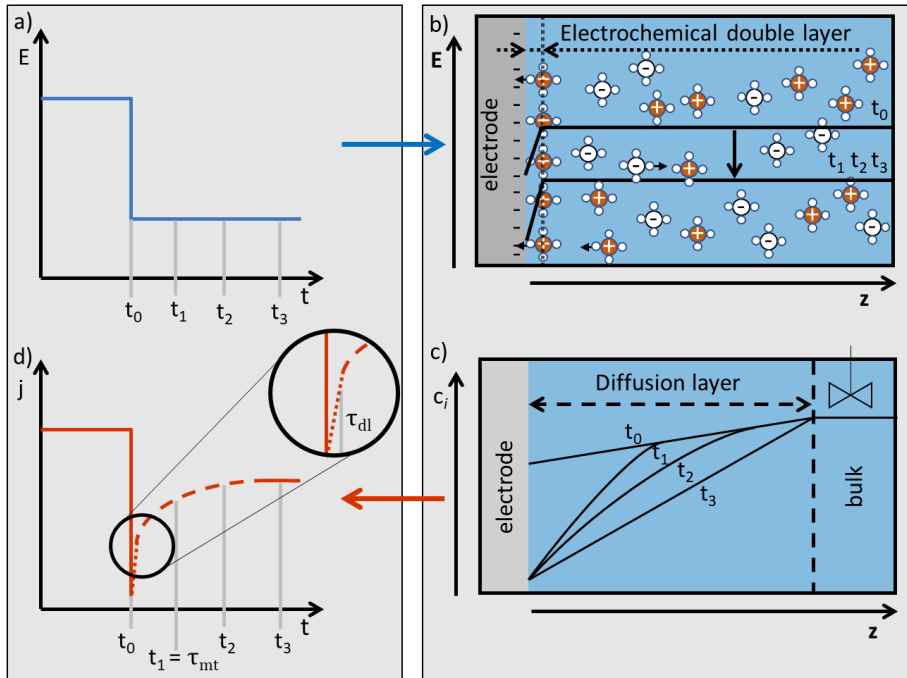 a)
E
t₀
t₁
t₂
t₃
t
b)
E
Electrochemical double layer
electrode
t₀
t₁ t₂ t₃
z
d)
j
τdl
t₀
t₁ = τmt
t₂
t₃
t
c)
cᵢ
Diffusion layer
electrode
t₀
t₁
t₂
t₃
bulk
z